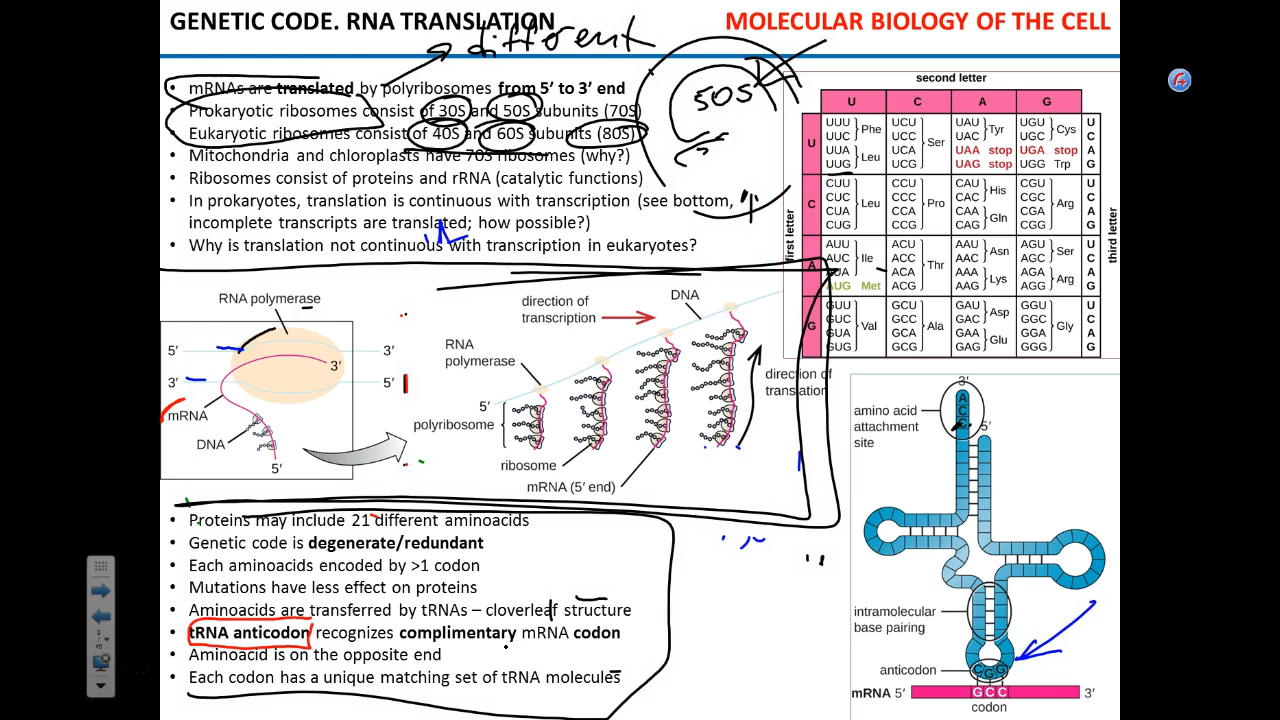 GENETIC CODE. RNA TRANSLATION
MOLECULAR BIOLOGY OF THE CELL
different
• mRNAs are translated by polyribosomes from 5’ to 3’ end
• Prokaryotic ribosomes consist of 30S and 50S subunits (70S)
• Eukaryotic ribosomes consist of 40S and 60S subunits (80S)
• Mitochondria and chloroplasts have 70S ribosomes (why?)
• Ribosomes consist of proteins and rRNA (catalytic functions)
• In prokaryotes, translation is continuous with transcription (see bottom,
incomplete transcripts are translated; how possible?)
• Why is translation not continuous with transcription in eukaryotes?
50S
second letter
U C A G
first letter
third letter
U
UUU UUC Phe
UUA UUG Leu
UCU UCC UCA UCG Ser
UAU UAC Tyr
UAA stop
UAG stop
UGU UGC Cys
UGA stop
UGG Trp
U C A G
C
CUU CUC CUA CUG Leu
CCU CCC CCA CCG Pro
CAU CAC His
CAA CAG Gln
CGU CGC CGA CGG Arg
U C A G
A
AUU AUC AUA Ile
AUG Met
ACU ACC ACA ACG Thr
AAU AAC Asn
AAA AAG Lys
AGU AGC Ser
AGA AGG Arg
U C A G
G
GUU GUC GUA GUG Val
GCU GCC GCA GCG Ala
GAU GAC Asp
GAA GAG Glu
GGU GGC GGA GGG Gly
U C A G
RNA polymerase
5′ 3′
3′
3′ 5′
mRNA
DNA
5′
direction of
transcription
DNA
RNA
polymerase
5′
polyribosome
ribosome
mRNA (5′ end)
direction of
translation
• Proteins may include 21 different aminoacids
• Genetic code is degenerate/redundant
• Each aminoacids encoded by >1 codon
• Mutations have less effect on proteins
• Aminoacids are transferred by tRNAs – cloverleaf structure
• tRNA anticodon recognizes complimentary mRNA codon
• Aminoacid is on the opposite end
• Each codon has a unique matching set of tRNA molecules
3′
A
C
C
5′
amino acid
attachment
site
intramolecular
base pairing
anticodon
C G G
mRNA 5′ G C C 3′
codon